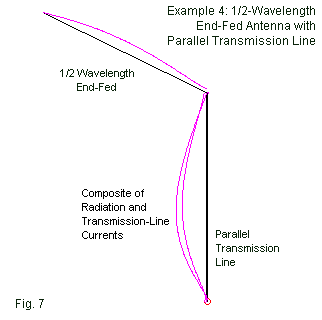 Example 4: 1/2-Wavelength
End-Fed Antenna with
Parallel Transmission Line
1/2 Wavelength
End-Fed
Composite of
Radiation and
Transmission-Line
Currents
Parallel
Transmission
Line
Fig. 7